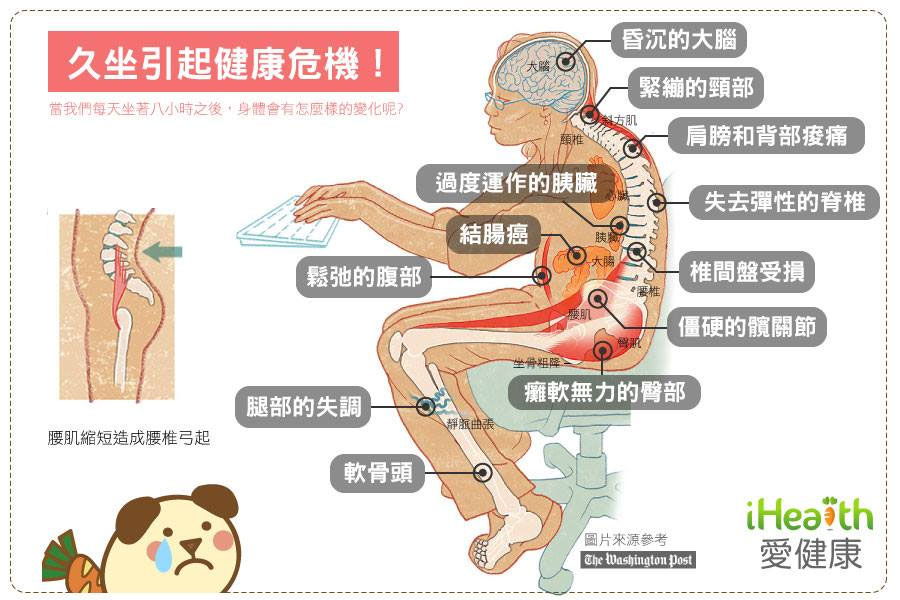 久坐引起健康危機！
當我們每天坐著八小時之後，身體會有怎麼樣的變化呢?
昏沉的大腦
大腦
緊繃的頸部
斜方肌
頸椎
肩膀和背部痠痛
過度運作的胰臟
心臟
失去彈性的脊椎
結腸癌
胰臟
大腸
鬆弛的腹部
椎間盤受損
腰椎
腰肌
僵硬的髖關節
臀肌
坐骨粗隆
癱軟無力的臀部
腿部的失調
靜脈曲張
腰肌縮短造成腰椎弓起
軟骨頭
圖片來源參考
The Washington Post
iHealth
愛健康